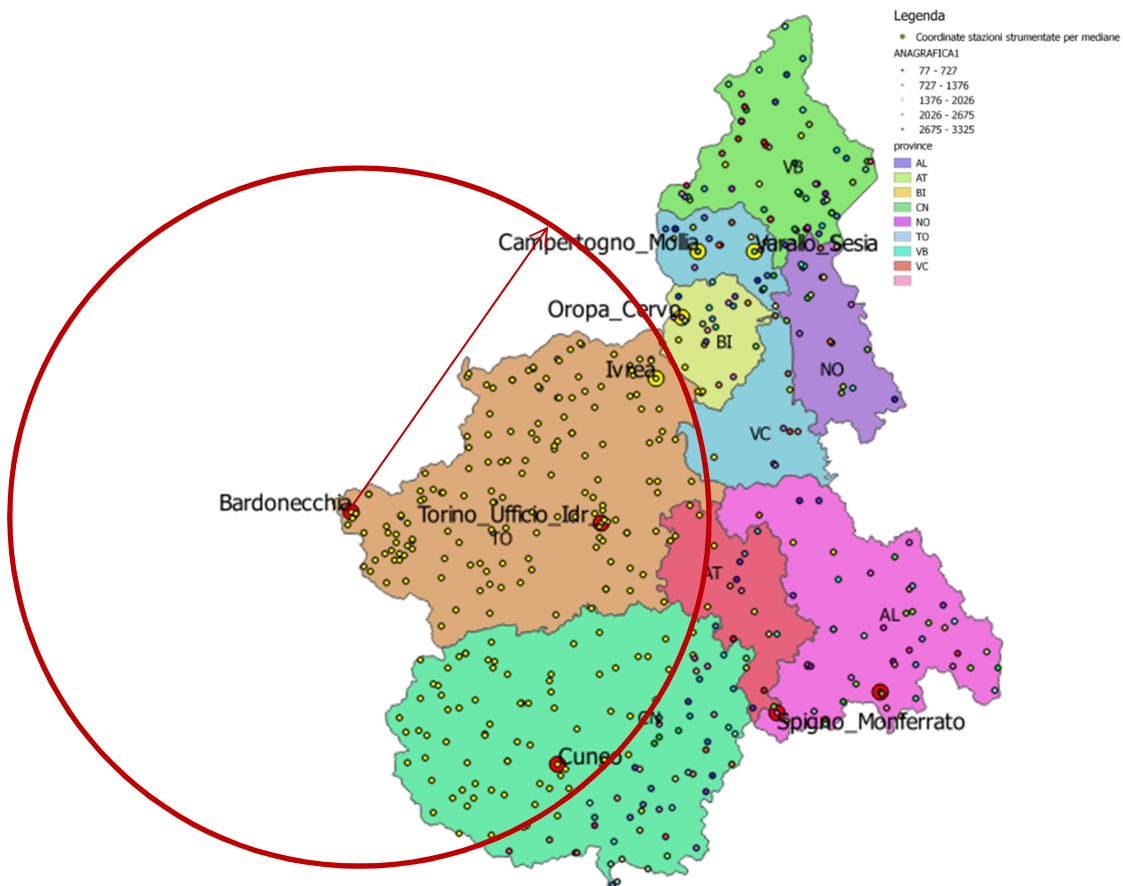 Legenda
Coordinate stazioni strumentate per mediane
ANAGRAFICA1
77 - 727
727 - 1376
1376 - 2026
2026 - 2675
2675 - 3325
province
AL
AT
BI
CN
NO
TO
VB
VC
VB
Campertogno_Mollia
Varallo_Sesia
Oropa_Cervo
BI
Ivrea
NO
VC
Bardonecchia
Torino_Ufficio_Idr_
TO
AT
AL
CN
Spigno_Monferrato
Cuneo